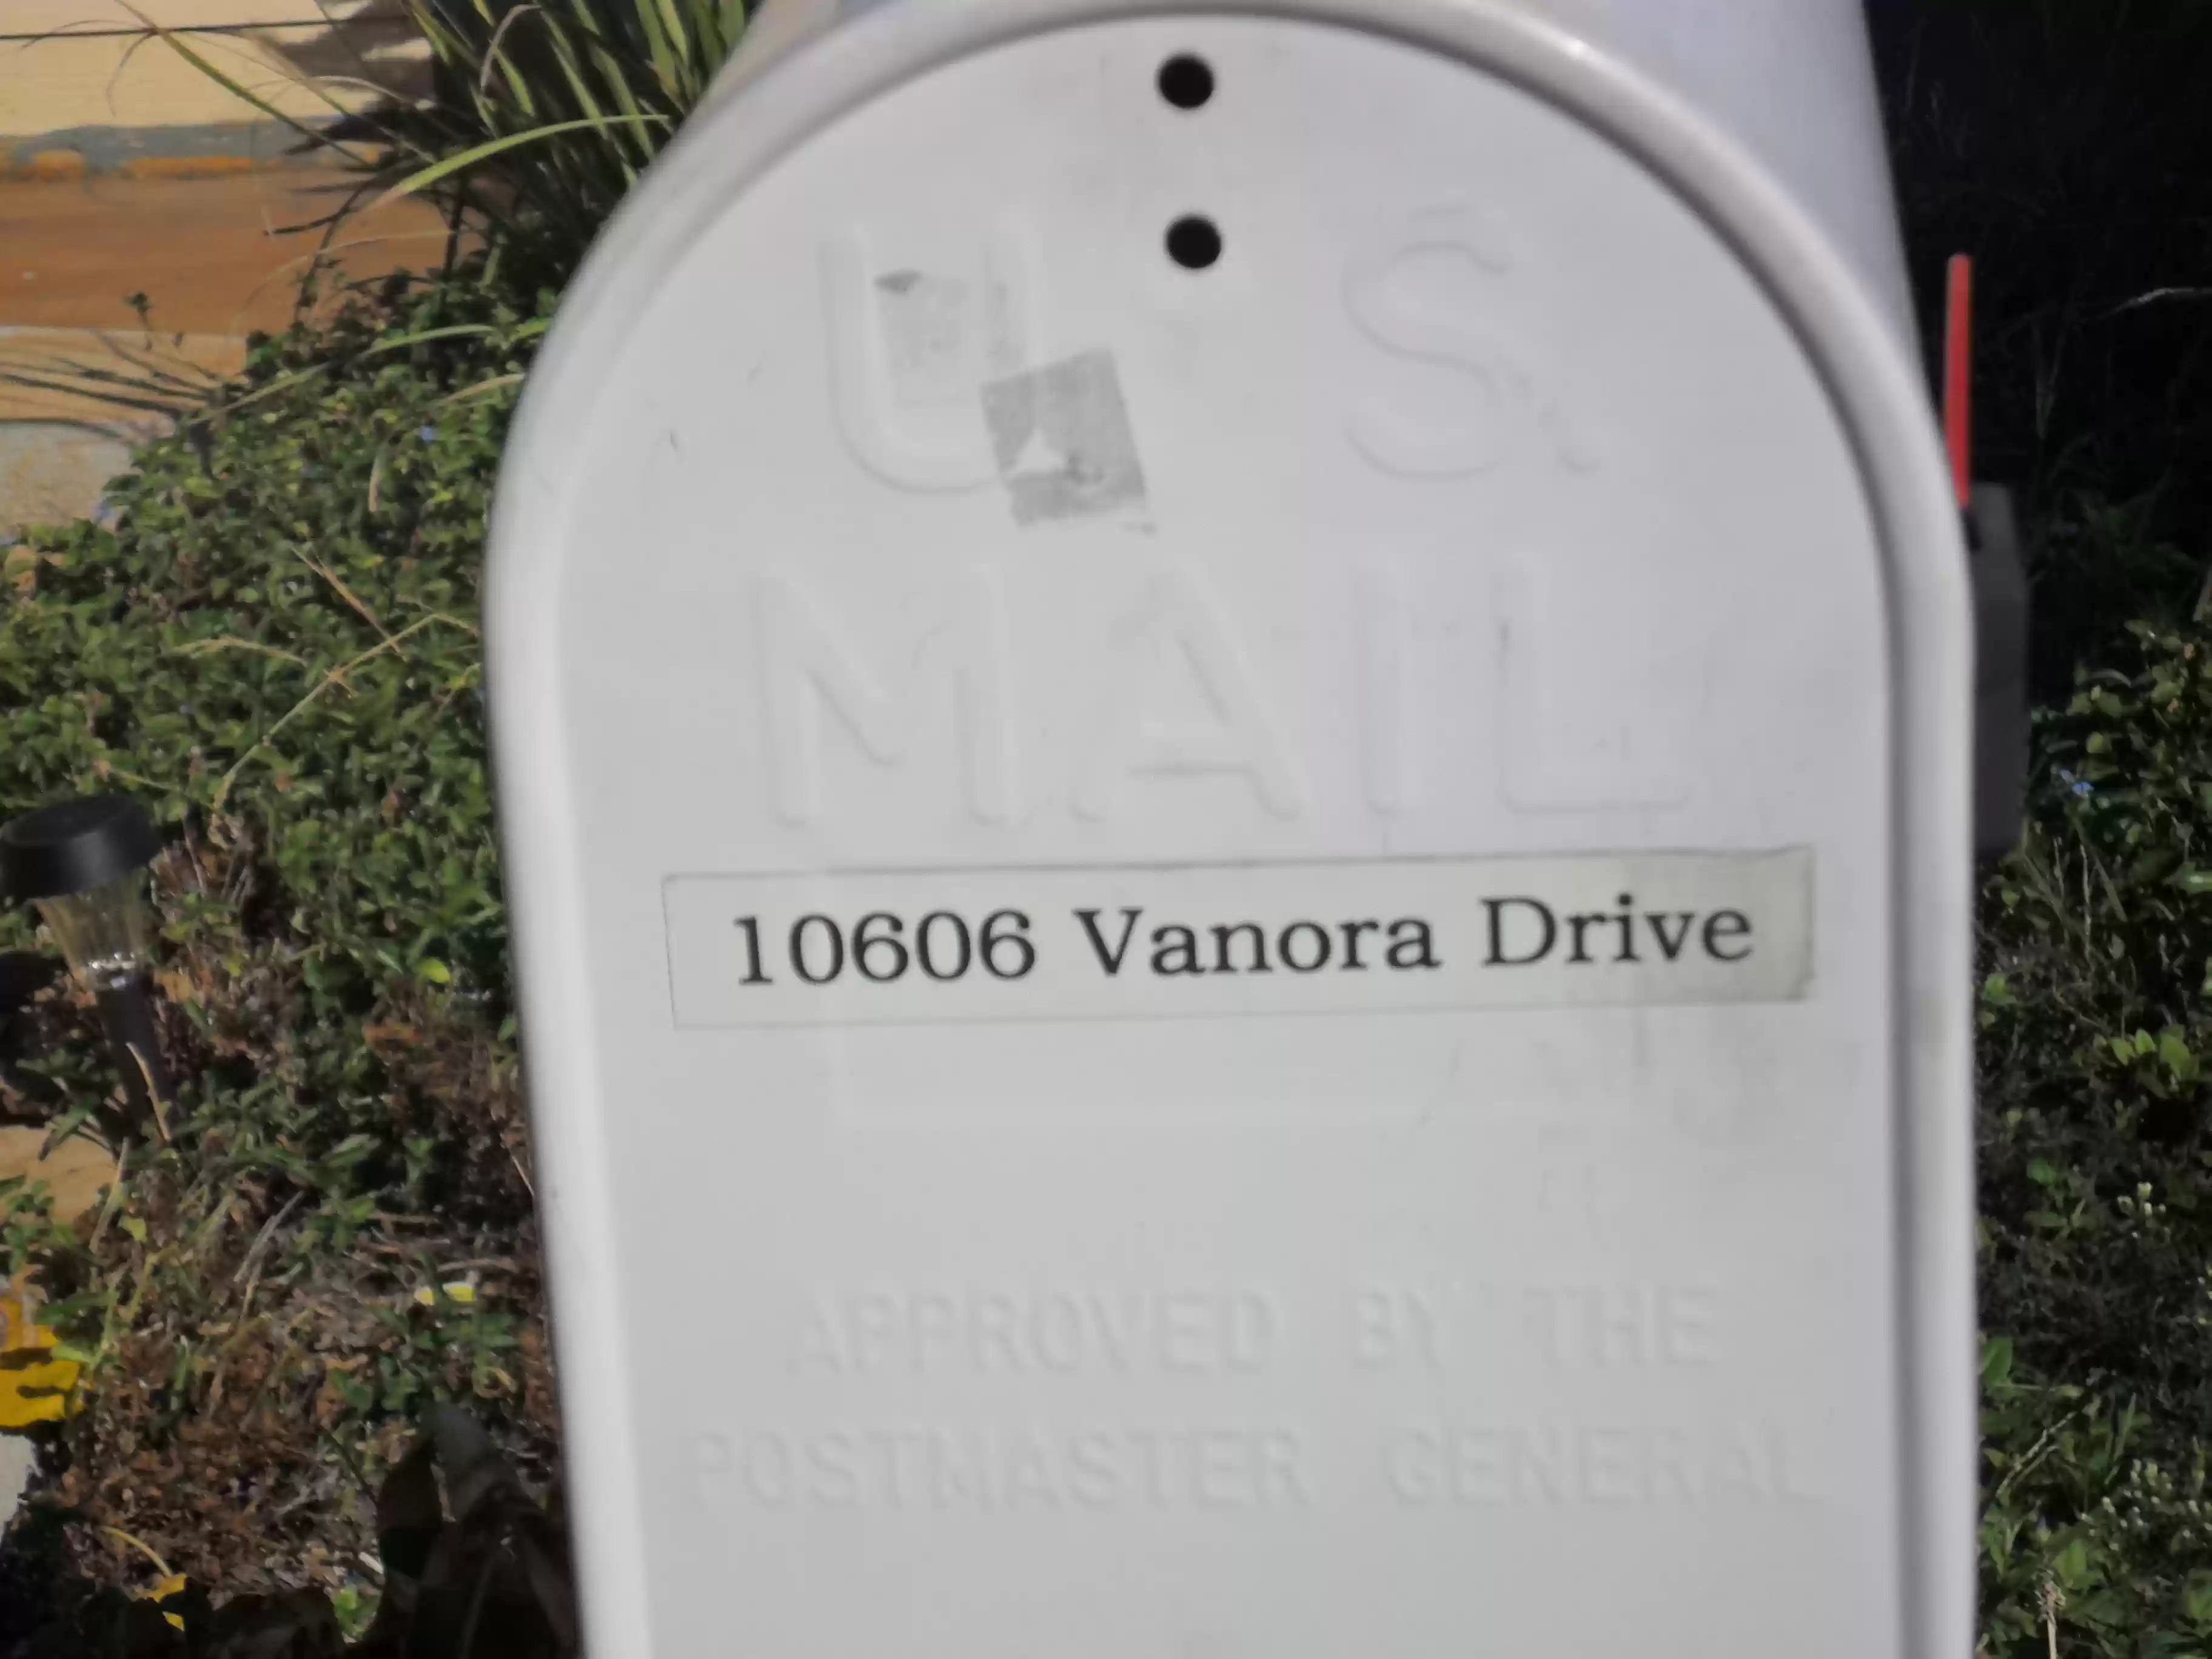 U.S.
MAIL
10606 Vanora Drive
APPROVED BY THE
POSTMASTER GENERAL